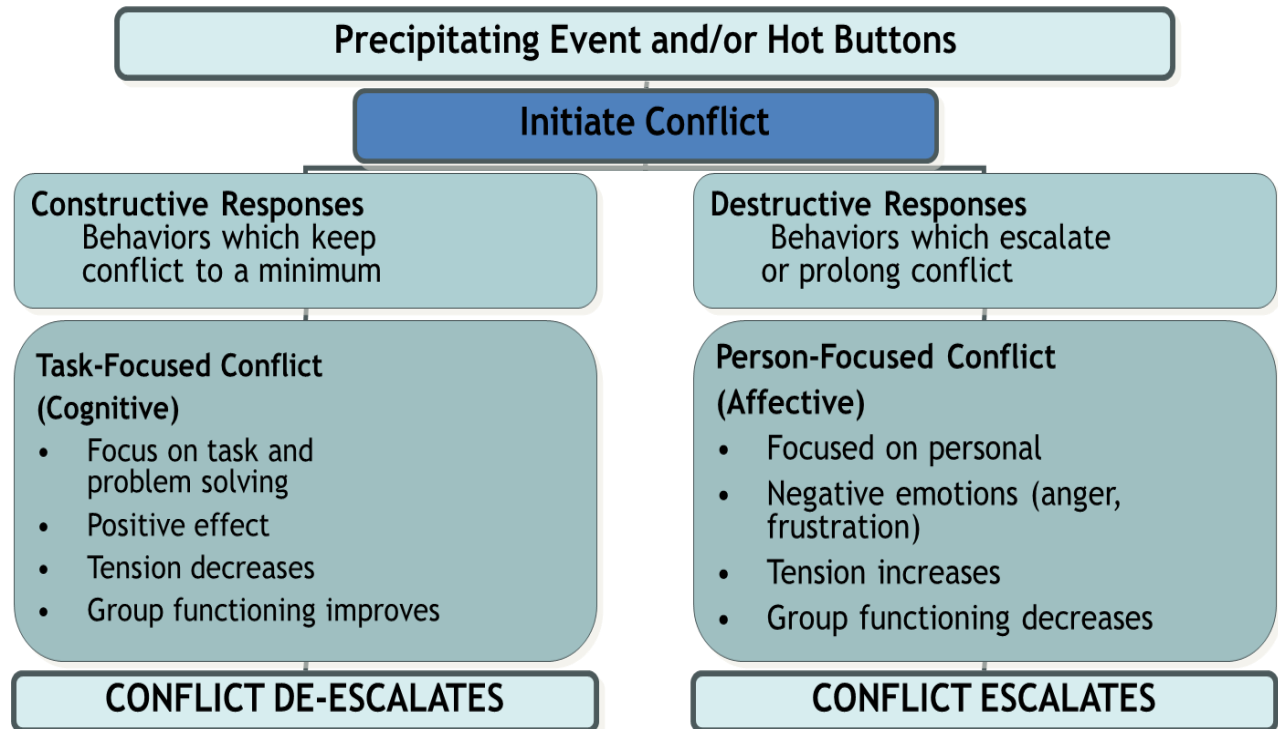 Precipitating Event and/or Hot Buttons
Initiate Conflict
Constructive Responses
Behaviors which keep
conflict to a minimum
Task-Focused Conflict
(Cognitive)
• Focus on task and
problem solving
• Positive effect
• Tension decreases
• Group functioning improves
CONFLICT DE-ESCALATES
Destructive Responses
Behaviors which escalate
or prolong conflict
Person-Focused Conflict
(Affective)
• Focused on personal
• Negative emotions (anger,
frustration)
• Tension increases
• Group functioning decreases
CONFLICT ESCALATES